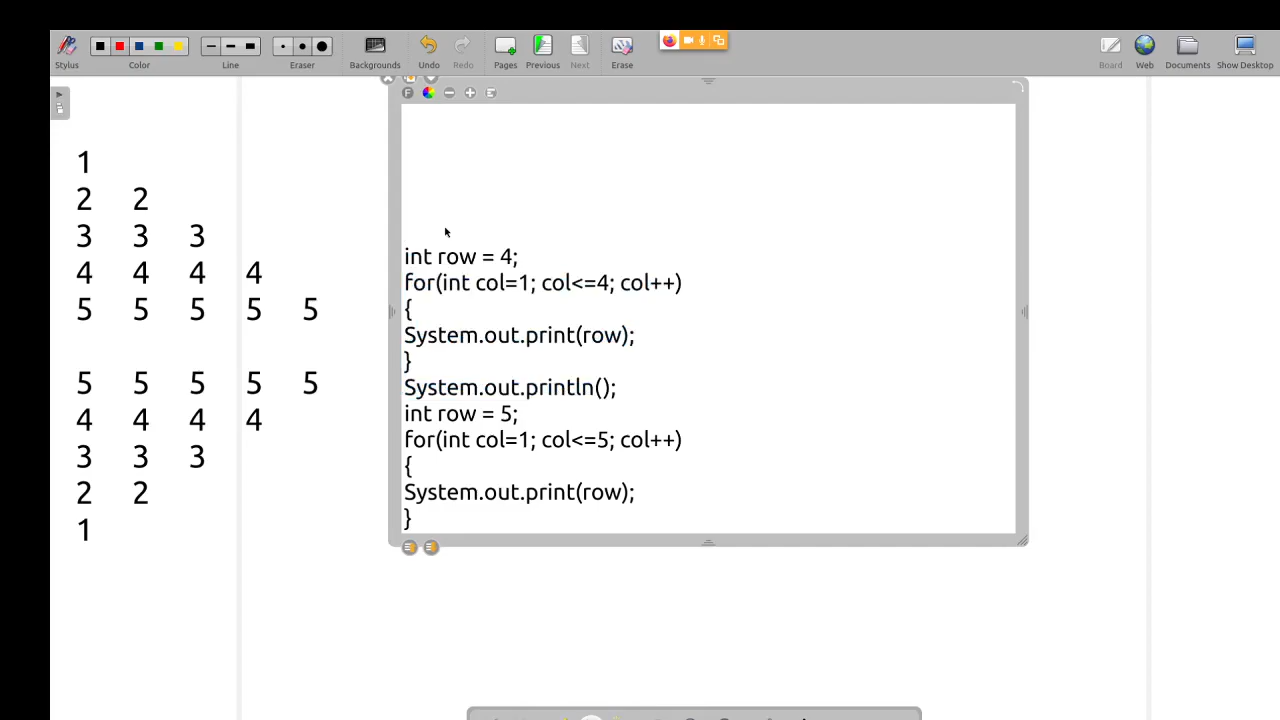 Stylus Color Line Eraser Backgrounds Undo Redo Pages Previous Next Erase Board Web Documents Show Desktop
1
2 2
3 3 3
4 4 4 4
5 5 5 5 5
5 5 5 5 5
4 4 4 4
3 3 3
2 2
1
F
int row = 4;
for(int col=1; col<=4; col++)
{
System.out.print(row);
}
System.out.println();
int row = 5;
for(int col=1; col<=5; col++)
{
System.out.print(row);
}